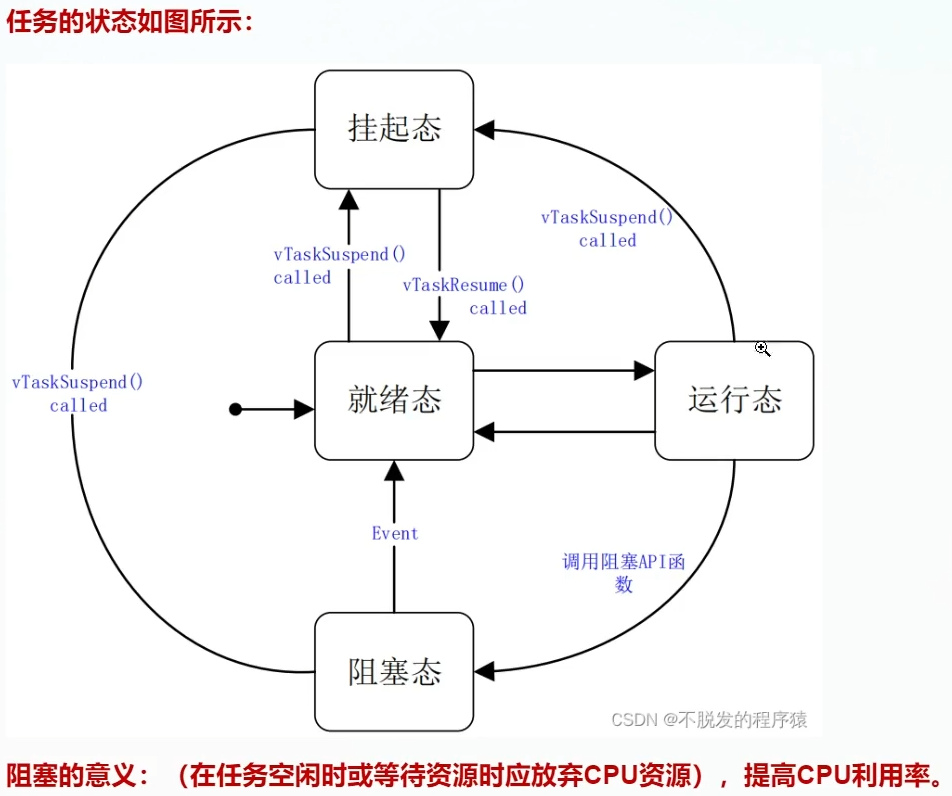 任务的状态如图所示：
挂起态
vTaskSuspend()
called
vTaskSuspend()
called
vTaskResume()
called
vTaskSuspend()
called
就绪态
运行态
Event
调用阻塞API函
数
阻塞态
CSDN @不脱发的程序猿
阻塞的意义：（在任务空闲时或等待资源时应放弃CPU资源），提高CPU利用率。